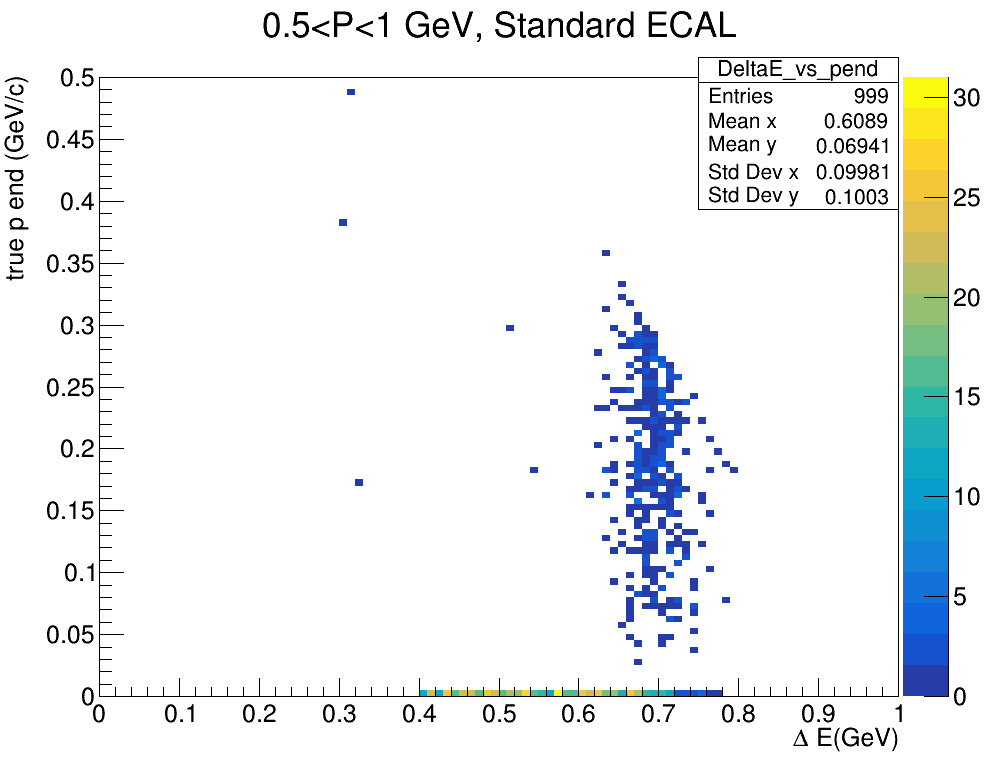 0.5<P<1 GeV, Standard ECAL
DeltaE_vs_pend
Entries 999
Mean x 0.6089
Mean y 0.06941
Std Dev x 0.09981
Std Dev y 0.1003
true p end (GeV/c)
0.5
0.45
0.4
0.35
0.3
0.25
0.2
0.15
0.1
0.05
0
0 0.1 0.2 0.3 0.4 0.5 0.6 0.7 0.8 0.9 1
Δ E(GeV)
30
25
20
15
10
5
0